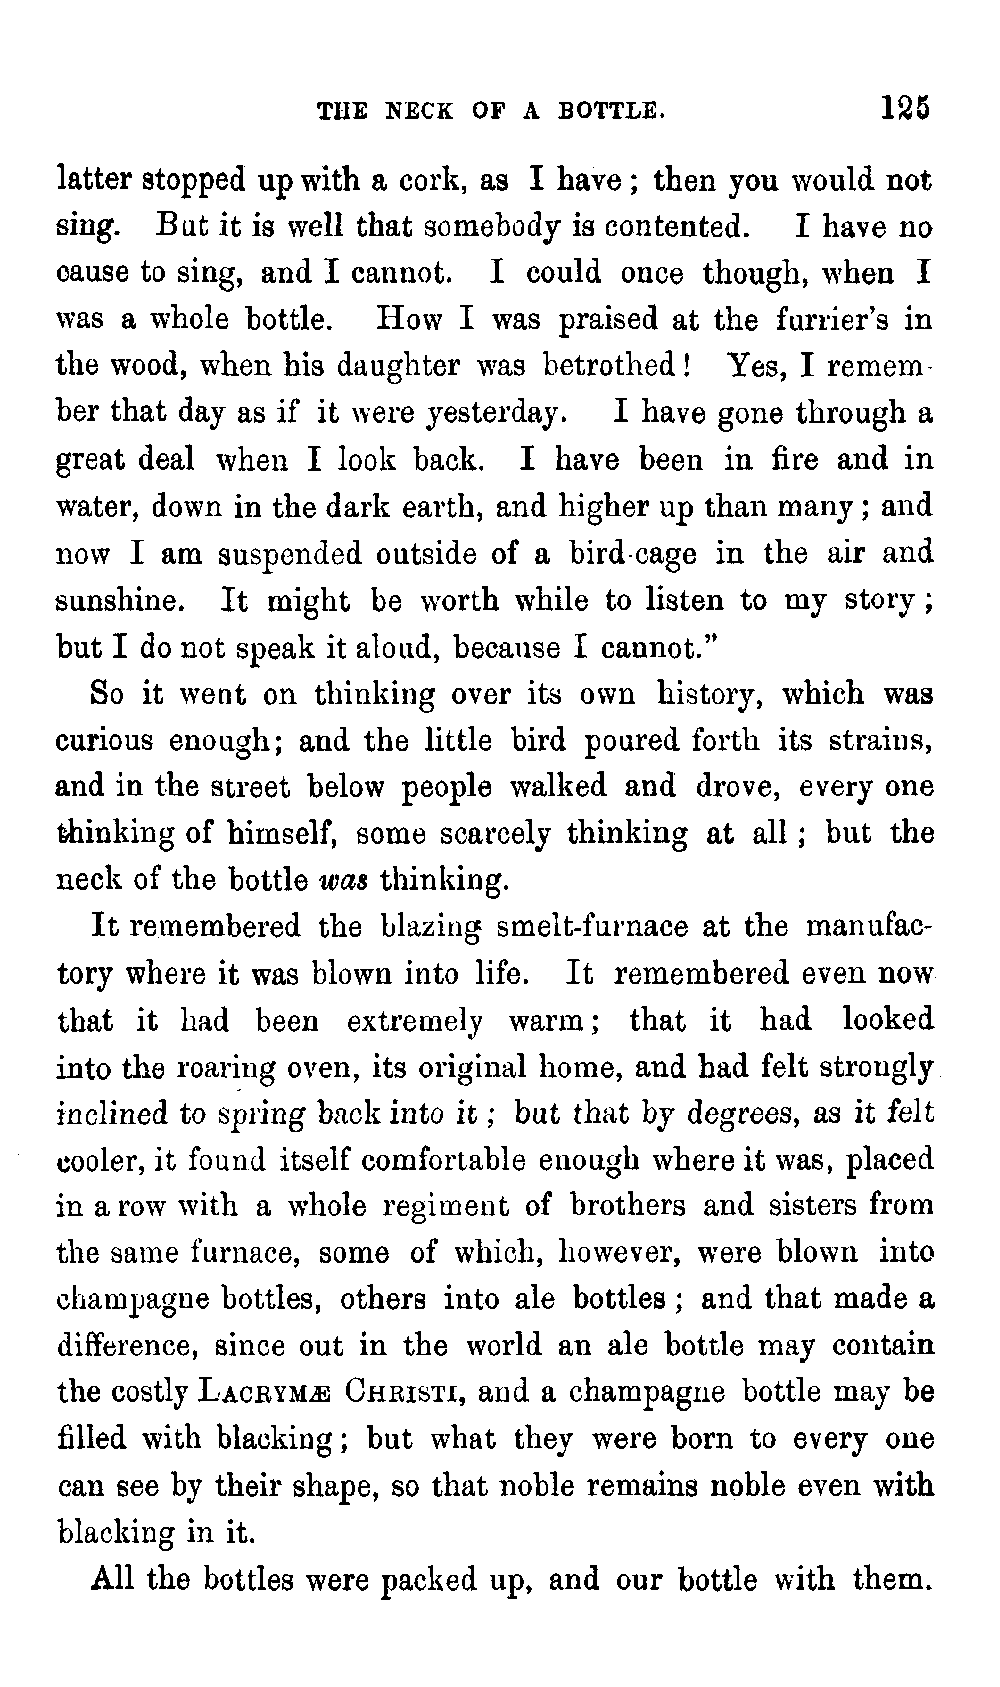 THE NECK OF A BOTTLE. 125
latter stopped up with a cork, as I have; then you would not
sing. But it is well that somebody is contented. I have no
cause to sing, and I cannot. I could once though, when I
was a whole bottle. How I was praised at the furrier's in
the wood, when his daughter was betrothed! Yes, I remem-
ber that day as if it were yesterday. I have gone through a
great deal when I look back. I have been in fire and in
water, down in the dark earth, and higher up than many; and
now I am suspended outside of a bird-cage in the air and
sunshine. It might be worth while to listen to my story;
but I do not speak it aloud, because I cannot."
So it went on thinking over its own history, which was
curious enough; and the little bird poured forth its strains,
and in the street below people walked and drove, every one
thinking of himself, some scarcely thinking at all; but the
neck of the bottle was thinking.
It remembered the blazing smelt-furnace at the manufac-
tory where it was blown into life. It remembered even now
that it had been extremely warm; that it had looked
into the roaring oven, its original home, and had felt strongly
inclined to spring back into it; but that by degrees, as it felt
cooler, it found itself comfortable enough where it was, placed
in a row with a whole regiment of brothers and sisters from
the same furnace, some of which, however, were blown into
champagne bottles, others into ale bottles; and that made a
difference, since out in the world an ale bottle may contain
the costly LACRYMÆ CHRISTI, and a champagne bottle may be
filled with blacking; but what they were born to every one
can see by their shape, so that noble remains noble even with
blacking in it.
All the bottles were packed up, and our bottle with them.